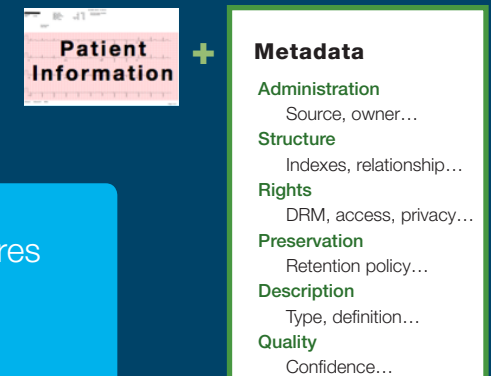 Patient
Information
+
Metadata
Administration
Source, owner…
Structure
Indexes, relationship…
Rights
DRM, access, privacy…
Preservation
Retention policy…
Description
Type, definition…
Quality
Confidence…
res